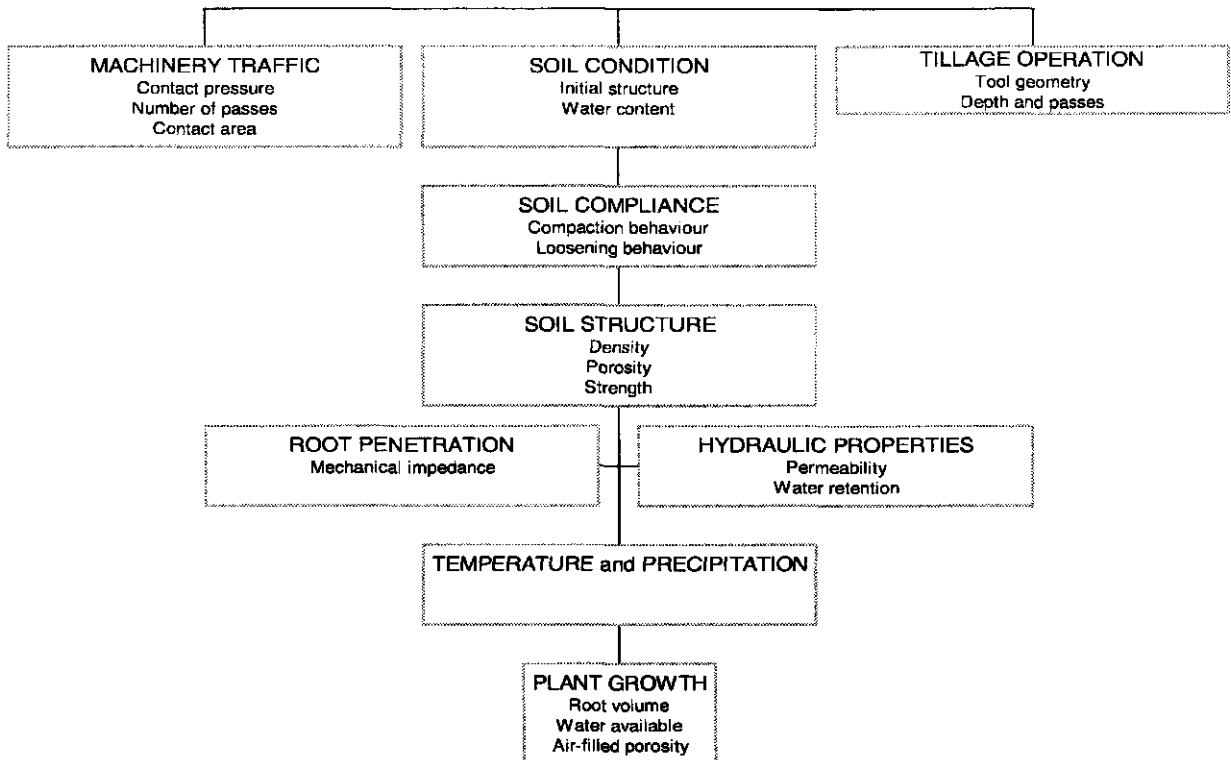 MACHINERY TRAFFIC
Contact pressure
Number of passes
Contact area
SOIL CONDITION
Initial structure
Water content
TILLAGE OPERATION
Tool geometry
Depth and passes
SOIL COMPLIANCE
Compaction behaviour
Loosening behaviour
SOIL STRUCTURE
Density
Porosity
Strength
ROOT PENETRATION
Mechanical impedance
HYDRAULIC PROPERTIES
Permeability
Water retention
TEMPERATURE and PRECIPITATION
PLANT GROWTH
Root volume
Water available
Air-filled porosity